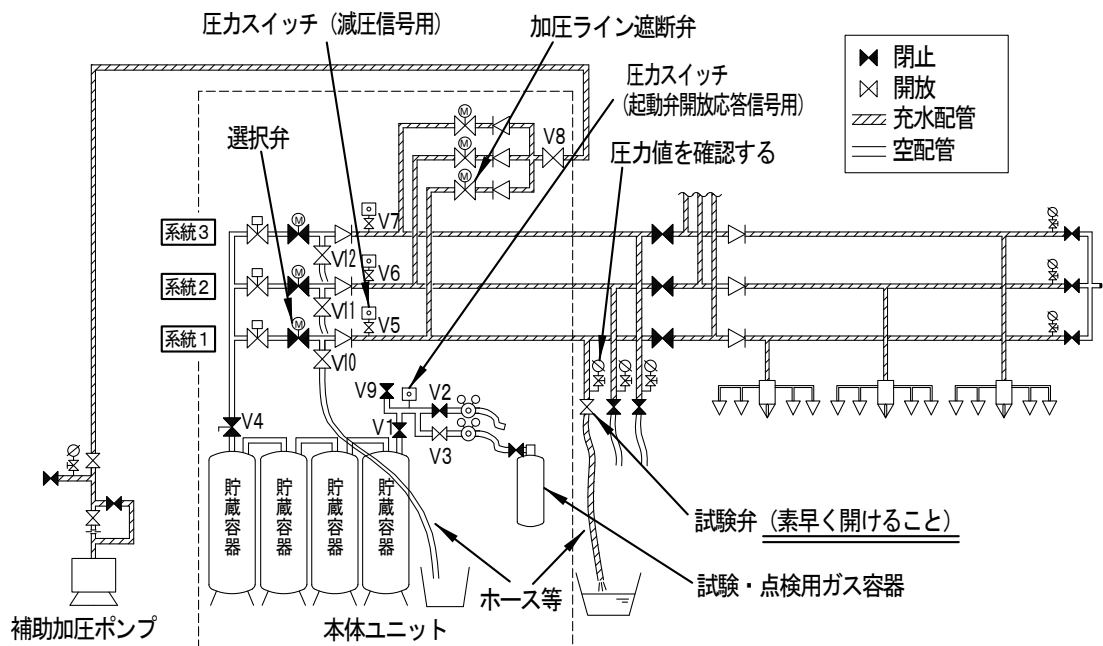 圧力スイッチ（減圧信号用）
加圧ライン遮断弁
圧力スイッチ
（起動弁開放応答信号用）
閉止
開放
充水配管
空配管
選択弁
V8
圧力値を確認する
M
M
M
系統3
M
V7
V12
系統2
M
V6
V11
系統1
M
V5
V10
V9
V2
V4
V1
V3
貯蔵容器
貯蔵容器
貯蔵容器
貯蔵容器
試験弁（素早く開けること）
試験・点検用ガス容器
ホース等
補助加圧ポンプ
本体ユニット